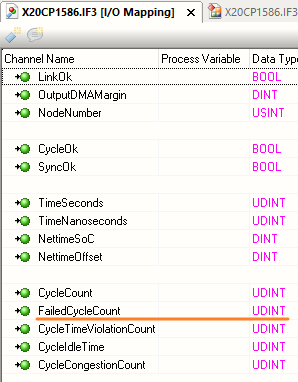 X20CP1586.IF3 [I/O Mapping] X20CP1586.IF3
Channel Name Process Variable Data Type
LinkOk BOOL
OutputDMAMargin DINT
NodeNumber USINT
CycleOk BOOL
SyncOk BOOL
TimeSeconds UDINT
TimeNanoseconds UDINT
NettimeSoC DINT
NettimeOffset DINT
CycleCount UDINT
FailedCycleCount UDINT
CycleTimeViolationCount UDINT
CycleIdleTime UDINT
CycleCongestionCount UDINT